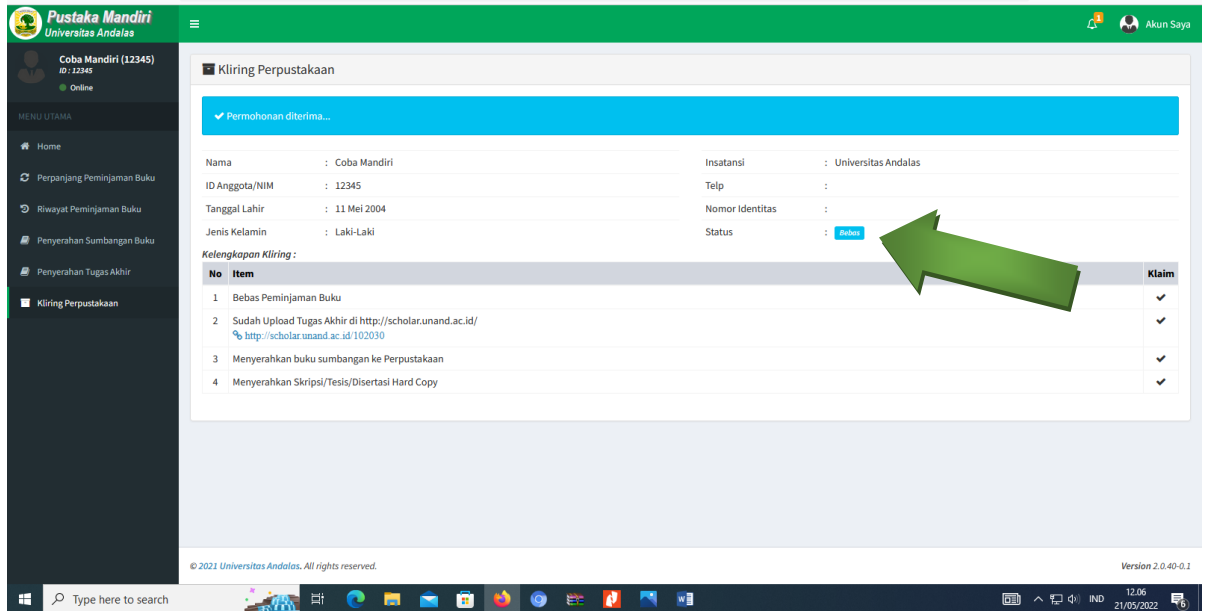 Pustaka Mandiri
Universitas Andalas
1
Akun Saya
Coba Mandiri (12345)
ID : 12345
Online
MENU UTAMA
Home
Perpanjang Peminjaman Buku
Riwayat Peminjaman Buku
Penyerahan Sumbangan Buku
Penyerahan Tugas Akhir
Kliring Perpustakaan
Kliring Perpustakaan
Permohonan diterima...
Nama : Coba Mandiri Insatansi : Universitas Andalas
ID Anggota/NIM : 12345 Telp :
Tanggal Lahir : 11 Mei 2004 Nomor Identitas :
Jenis Kelamin : Laki-Laki Status : Bebas
Kelengkapan Kliring :
No Item Klaim
1 Bebas Peminjaman Buku
2 Sudah Upload Tugas Akhir di http://scholar.unand.ac.id/
http://scholar.unand.ac.id/102030
3 Menyerahkan buku sumbangan ke Perpustakaan
4 Menyerahkan Skripsi/Tesis/Disertasi Hard Copy
© 2021 Universitas Andalas. All rights reserved. Version 2.0.40-0.1
Type here to search
IND
12.06
21/05/2022
6